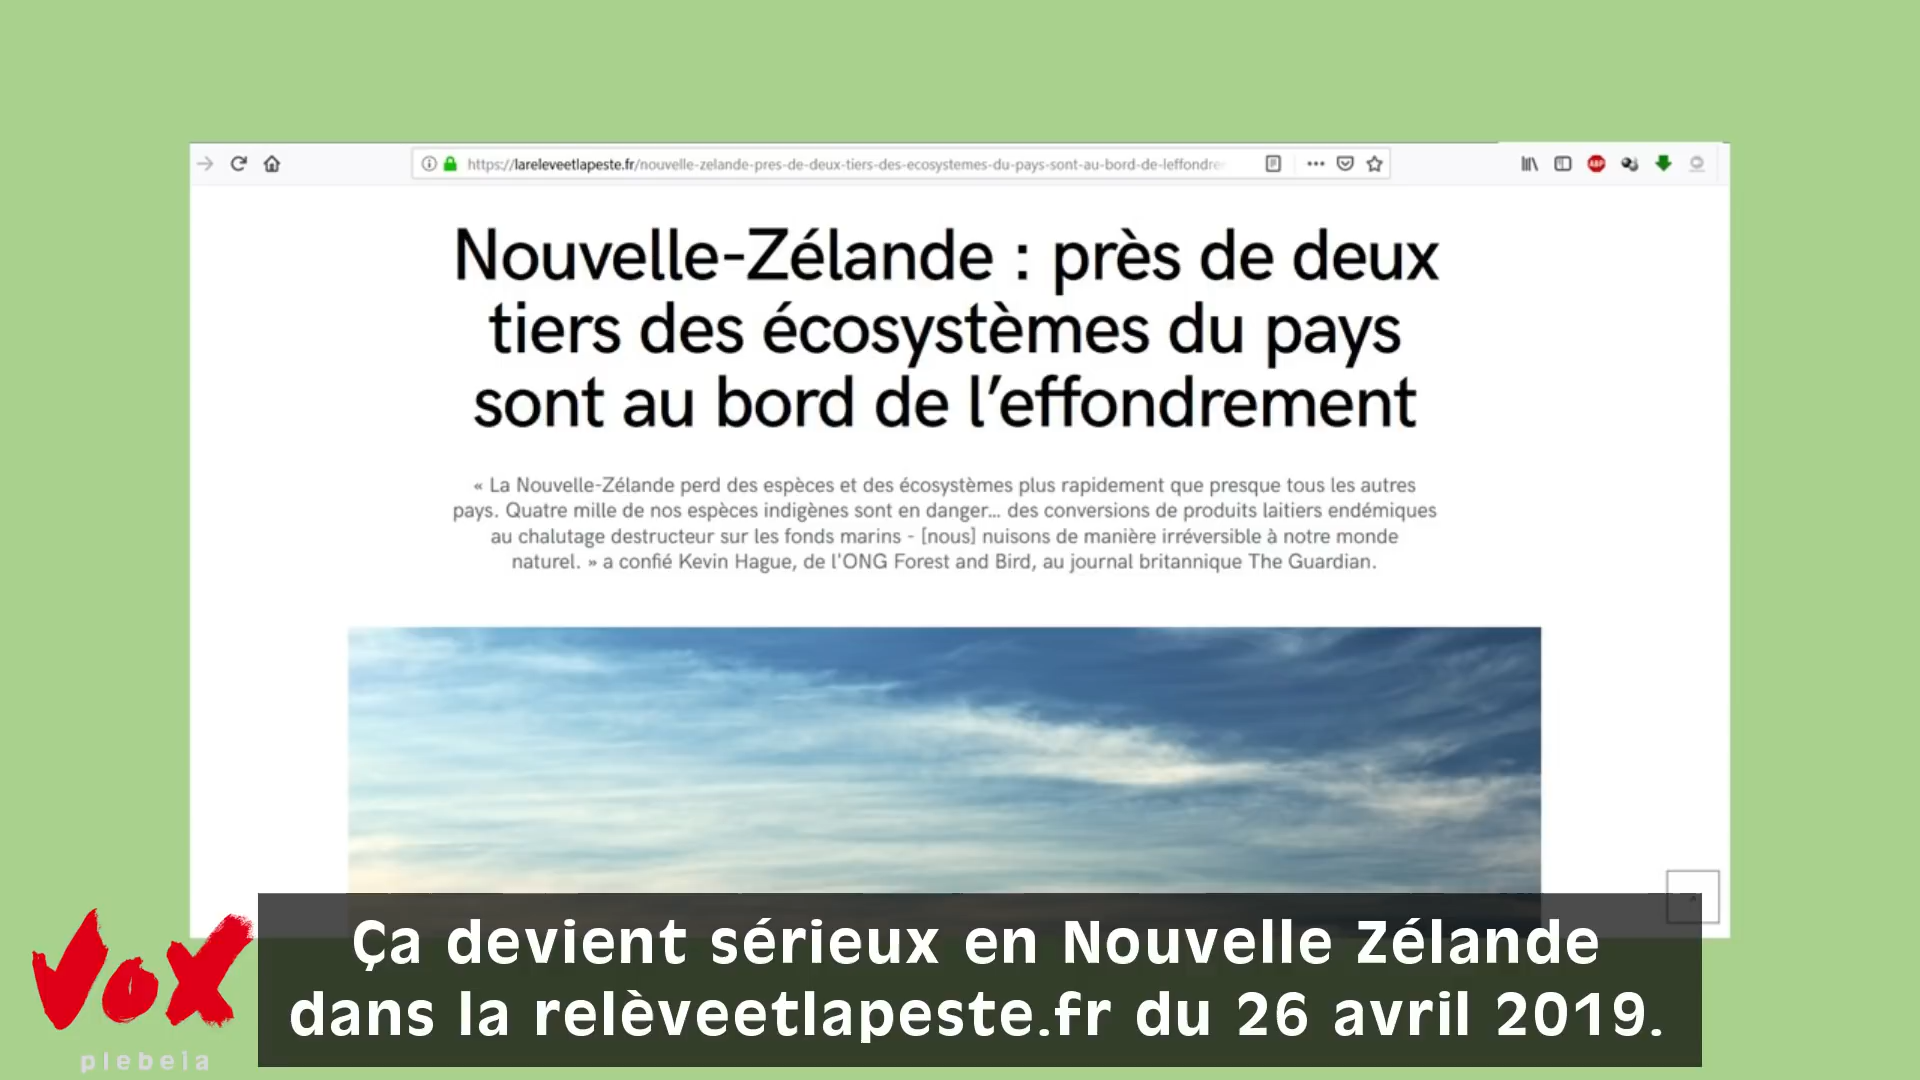 https://lareleveetlapeste.fr/nouvelle-zelande-pres-de-deux-tiers-des-ecosystemes-du-pays-sont-au-bord-de-leffondre
ABP
Nouvelle-Zélande : près de deux
tiers des écosystèmes du pays
sont au bord de l’effondrement
« La Nouvelle-Zélande perd des espèces et des écosystèmes plus rapidement que presque tous les autres
pays. Quatre mille de nos espèces indigènes sont en danger… des conversions de produits laitiers endémiques
au chalutage destructeur sur les fonds marins - [nous] nuisons de manière irréversible à notre monde
naturel. » a confié Kevin Hague, de l'ONG Forest and Bird, au journal britannique The Guardian.
Ça devient sérieux en Nouvelle Zélande
dans la relèveetlapeste.fr du 26 avril 2019.
VoX
plebeia